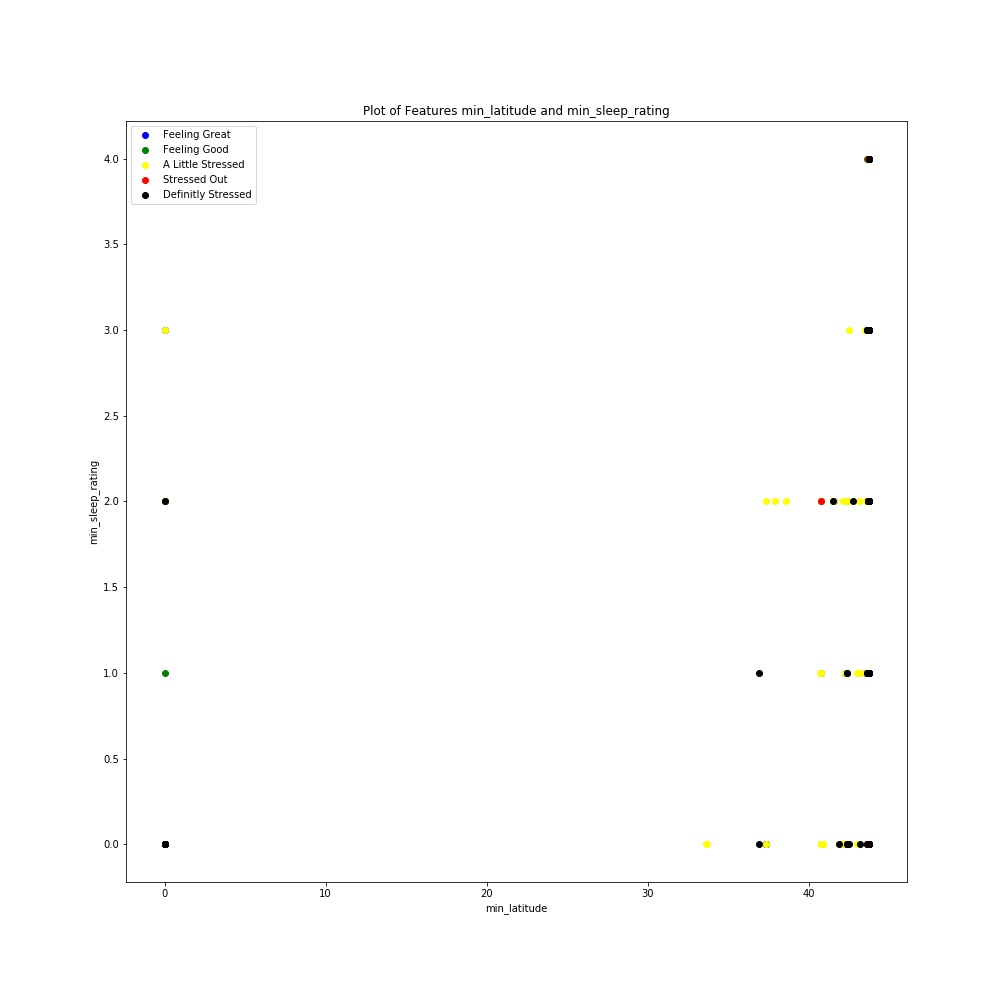 Plot of Features min_latitude and min_sleep_rating
Feeling Great
Feeling Good
A Little Stressed
Stressed Out
Definitly Stressed
4.0
3.5
3.0
2.5
2.0
1.5
1.0
0.5
0.0
min_sleep_rating
0
10
20
30
40
min_latitude